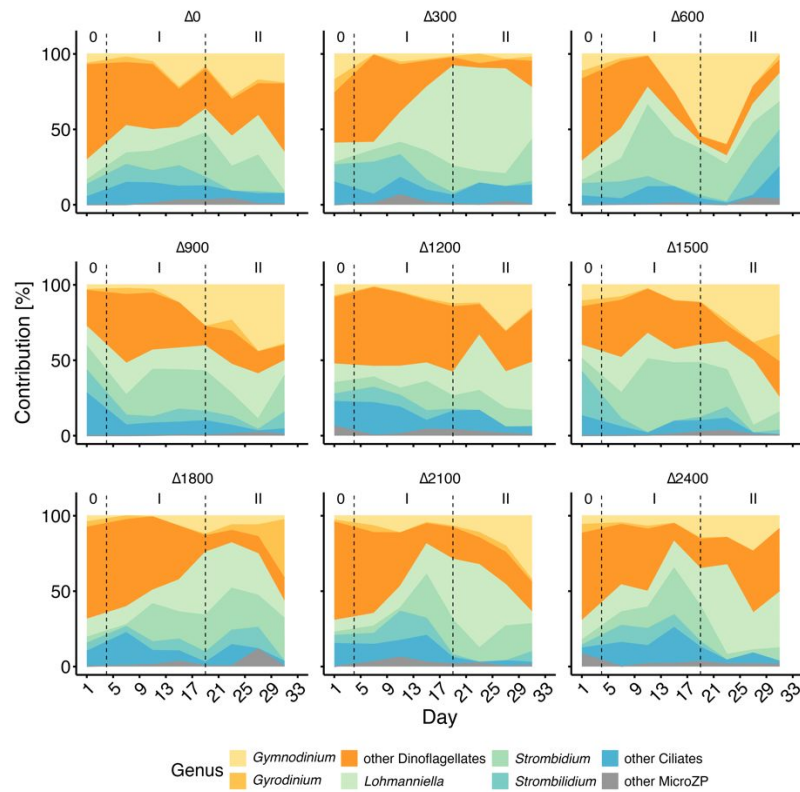 Δ0 Δ300 Δ600
0 I II 0 I II 0 I II
100
50
0
Δ900 Δ1200 Δ1500
0 I II 0 I II 0 I II
100
50
0
Δ1800 Δ2100 Δ2400
0 I II 0 I II 0 I II
100
50
0
1 5 9 13 17 21 25 29 33 1 5 9 13 17 21 25 29 33 1 5 9 13 17 21 25 29 33
Contribution [%]
Day
Genus
Gymnodinium other Dinoflagellates Strombidium other Ciliates
Gyrodinium Lohmanniella Strombilidium other MicroZP